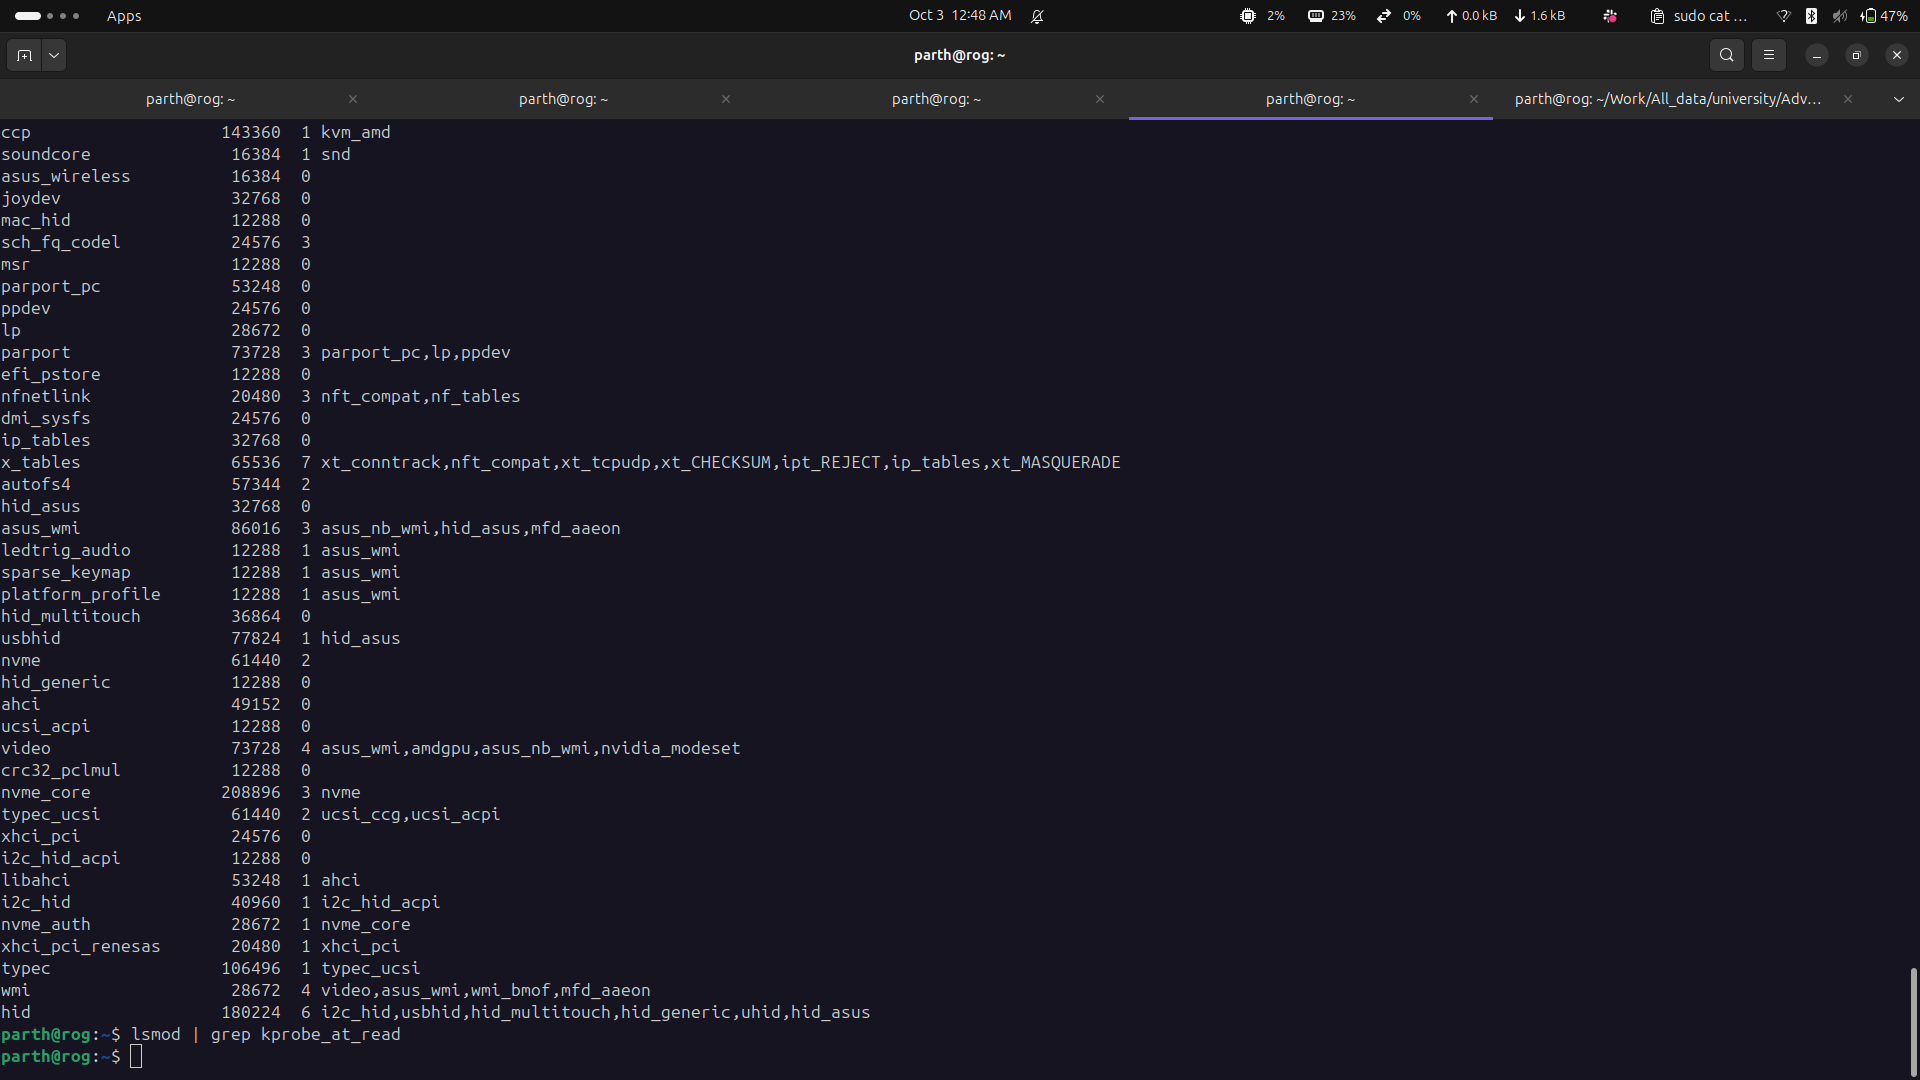 Apps
Oct 3 12:48 AM
2% 23% 0% 0.0 kB 1.6 kB sudo cat ... 47%
parth@rog: ~
parth@rog: ~ parth@rog: ~ parth@rog: ~ parth@rog: ~ parth@rog: ~/Work/All_data/university/Adv...
ccp 143360 1 kvm_amd
soundcore 16384 1 snd
asus_wireless 16384 0
joydev 32768 0
mac_hid 12288 0
sch_fq_codel 24576 3
msr 12288 0
parport_pc 53248 0
ppdev 24576 0
lp 28672 0
parport 73728 3 parport_pc,lp,ppdev
efi_pstore 12288 0
nfnetlink 20480 3 nft_compat,nf_tables
dmi_sysfs 24576 0
ip_tables 32768 0
x_tables 65536 7 xt_conntrack,nft_compat,xt_tcpudp,xt_CHECKSUM,ipt_REJECT,ip_tables,xt_MASQUERADE
autofs4 57344 2
hid_asus 32768 0
asus_wmi 86016 3 asus_nb_wmi,hid_asus,mfd_aaeon
ledtrig_audio 12288 1 asus_wmi
sparse_keymap 12288 1 asus_wmi
platform_profile 12288 1 asus_wmi
hid_multitouch 36864 0
usbhid 77824 1 hid_asus
nvme 61440 2
hid_generic 12288 0
ahci 49152 0
ucsi_acpi 12288 0
video 73728 4 asus_wmi,amdgpu,asus_nb_wmi,nvidia_modeset
crc32_pclmul 12288 0
nvme_core 208896 3 nvme
typec_ucsi 61440 2 ucsi_ccg,ucsi_acpi
xhci_pci 24576 0
i2c_hid_acpi 12288 0
libahci 53248 1 ahci
i2c_hid 40960 1 i2c_hid_acpi
nvme_auth 28672 1 nvme_core
xhci_pci_renesas 20480 1 xhci_pci
typec 106496 1 typec_ucsi
wmi 28672 4 video,asus_wmi,wmi_bmof,mfd_aaeon
hid 180224 6 i2c_hid,usbhid,hid_multitouch,hid_generic,uhid,hid_asus
parth@rog:~$ lsmod | grep kprobe_at_read
parth@rog:~$